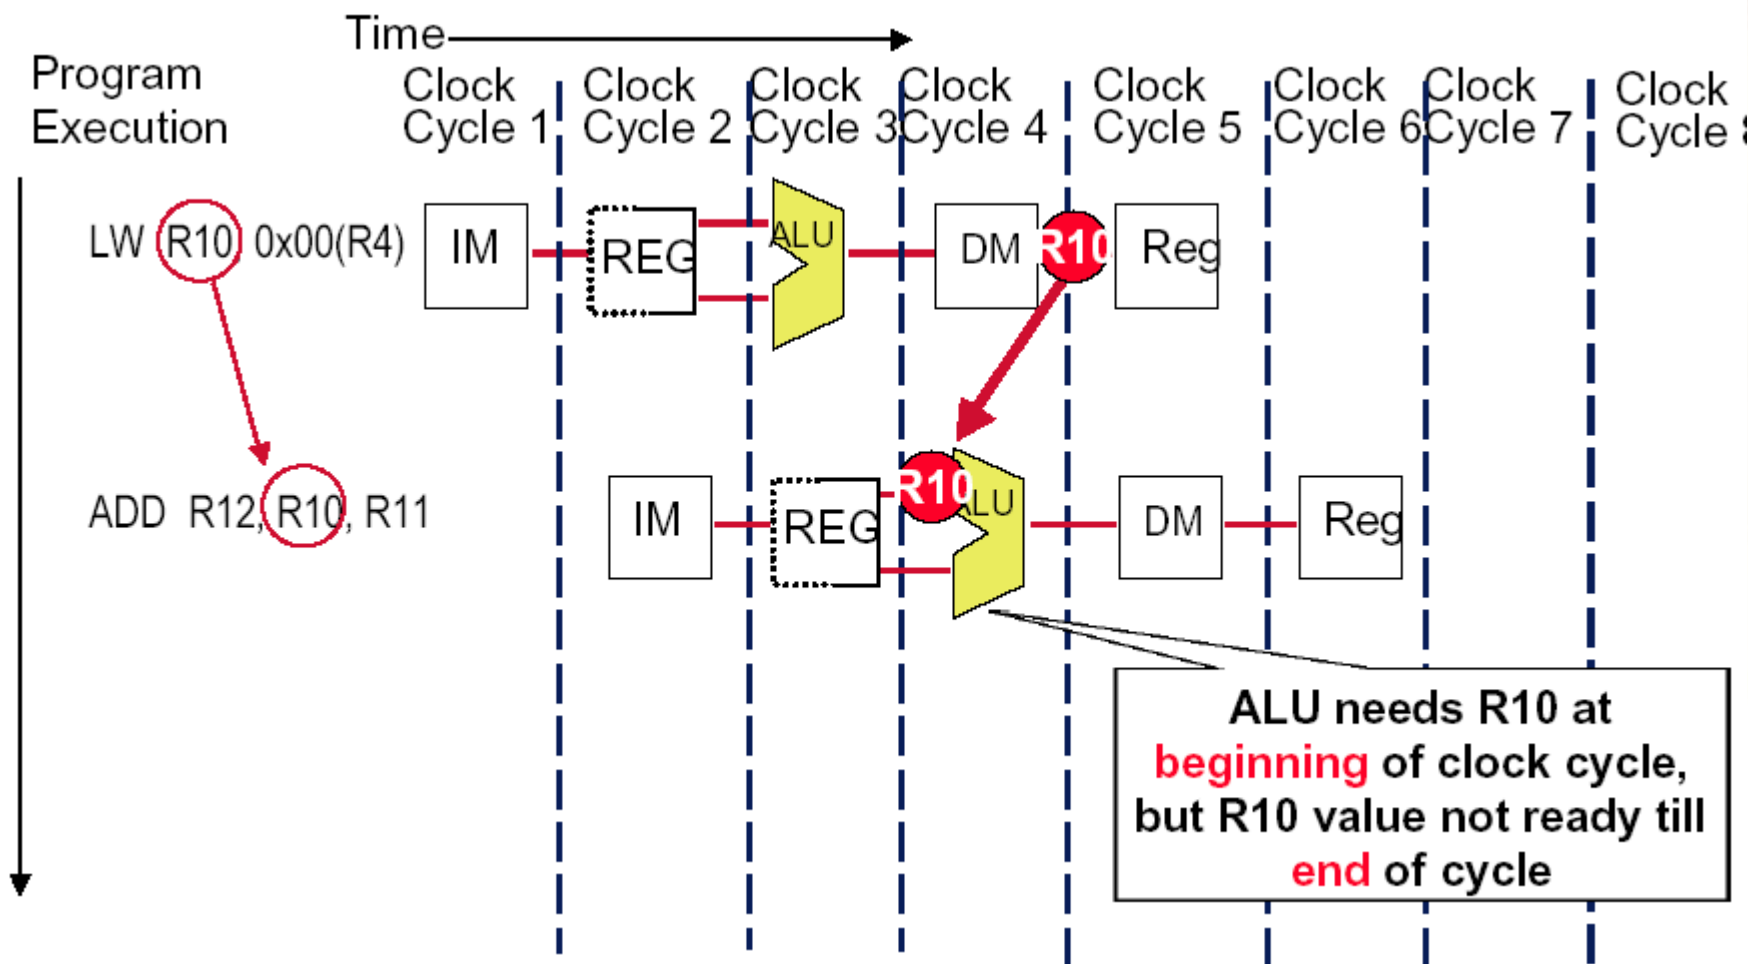 Time
Program
Execution
Clock
Cycle 1
Clock
Cycle 2
Clock
Cycle 3
Clock
Cycle 4
Clock
Cycle 5
Clock
Cycle 6
Clock
Cycle 7
Clock
Cycle 8
LW R10 0x00(R4)
IM
REG
ALU
DM
R10
Reg
ADD R12, R10, R11
IM
REG
R10
ALU
DM
Reg
ALU needs R10 at
beginning of clock cycle,
but R10 value not ready till
end of cycle